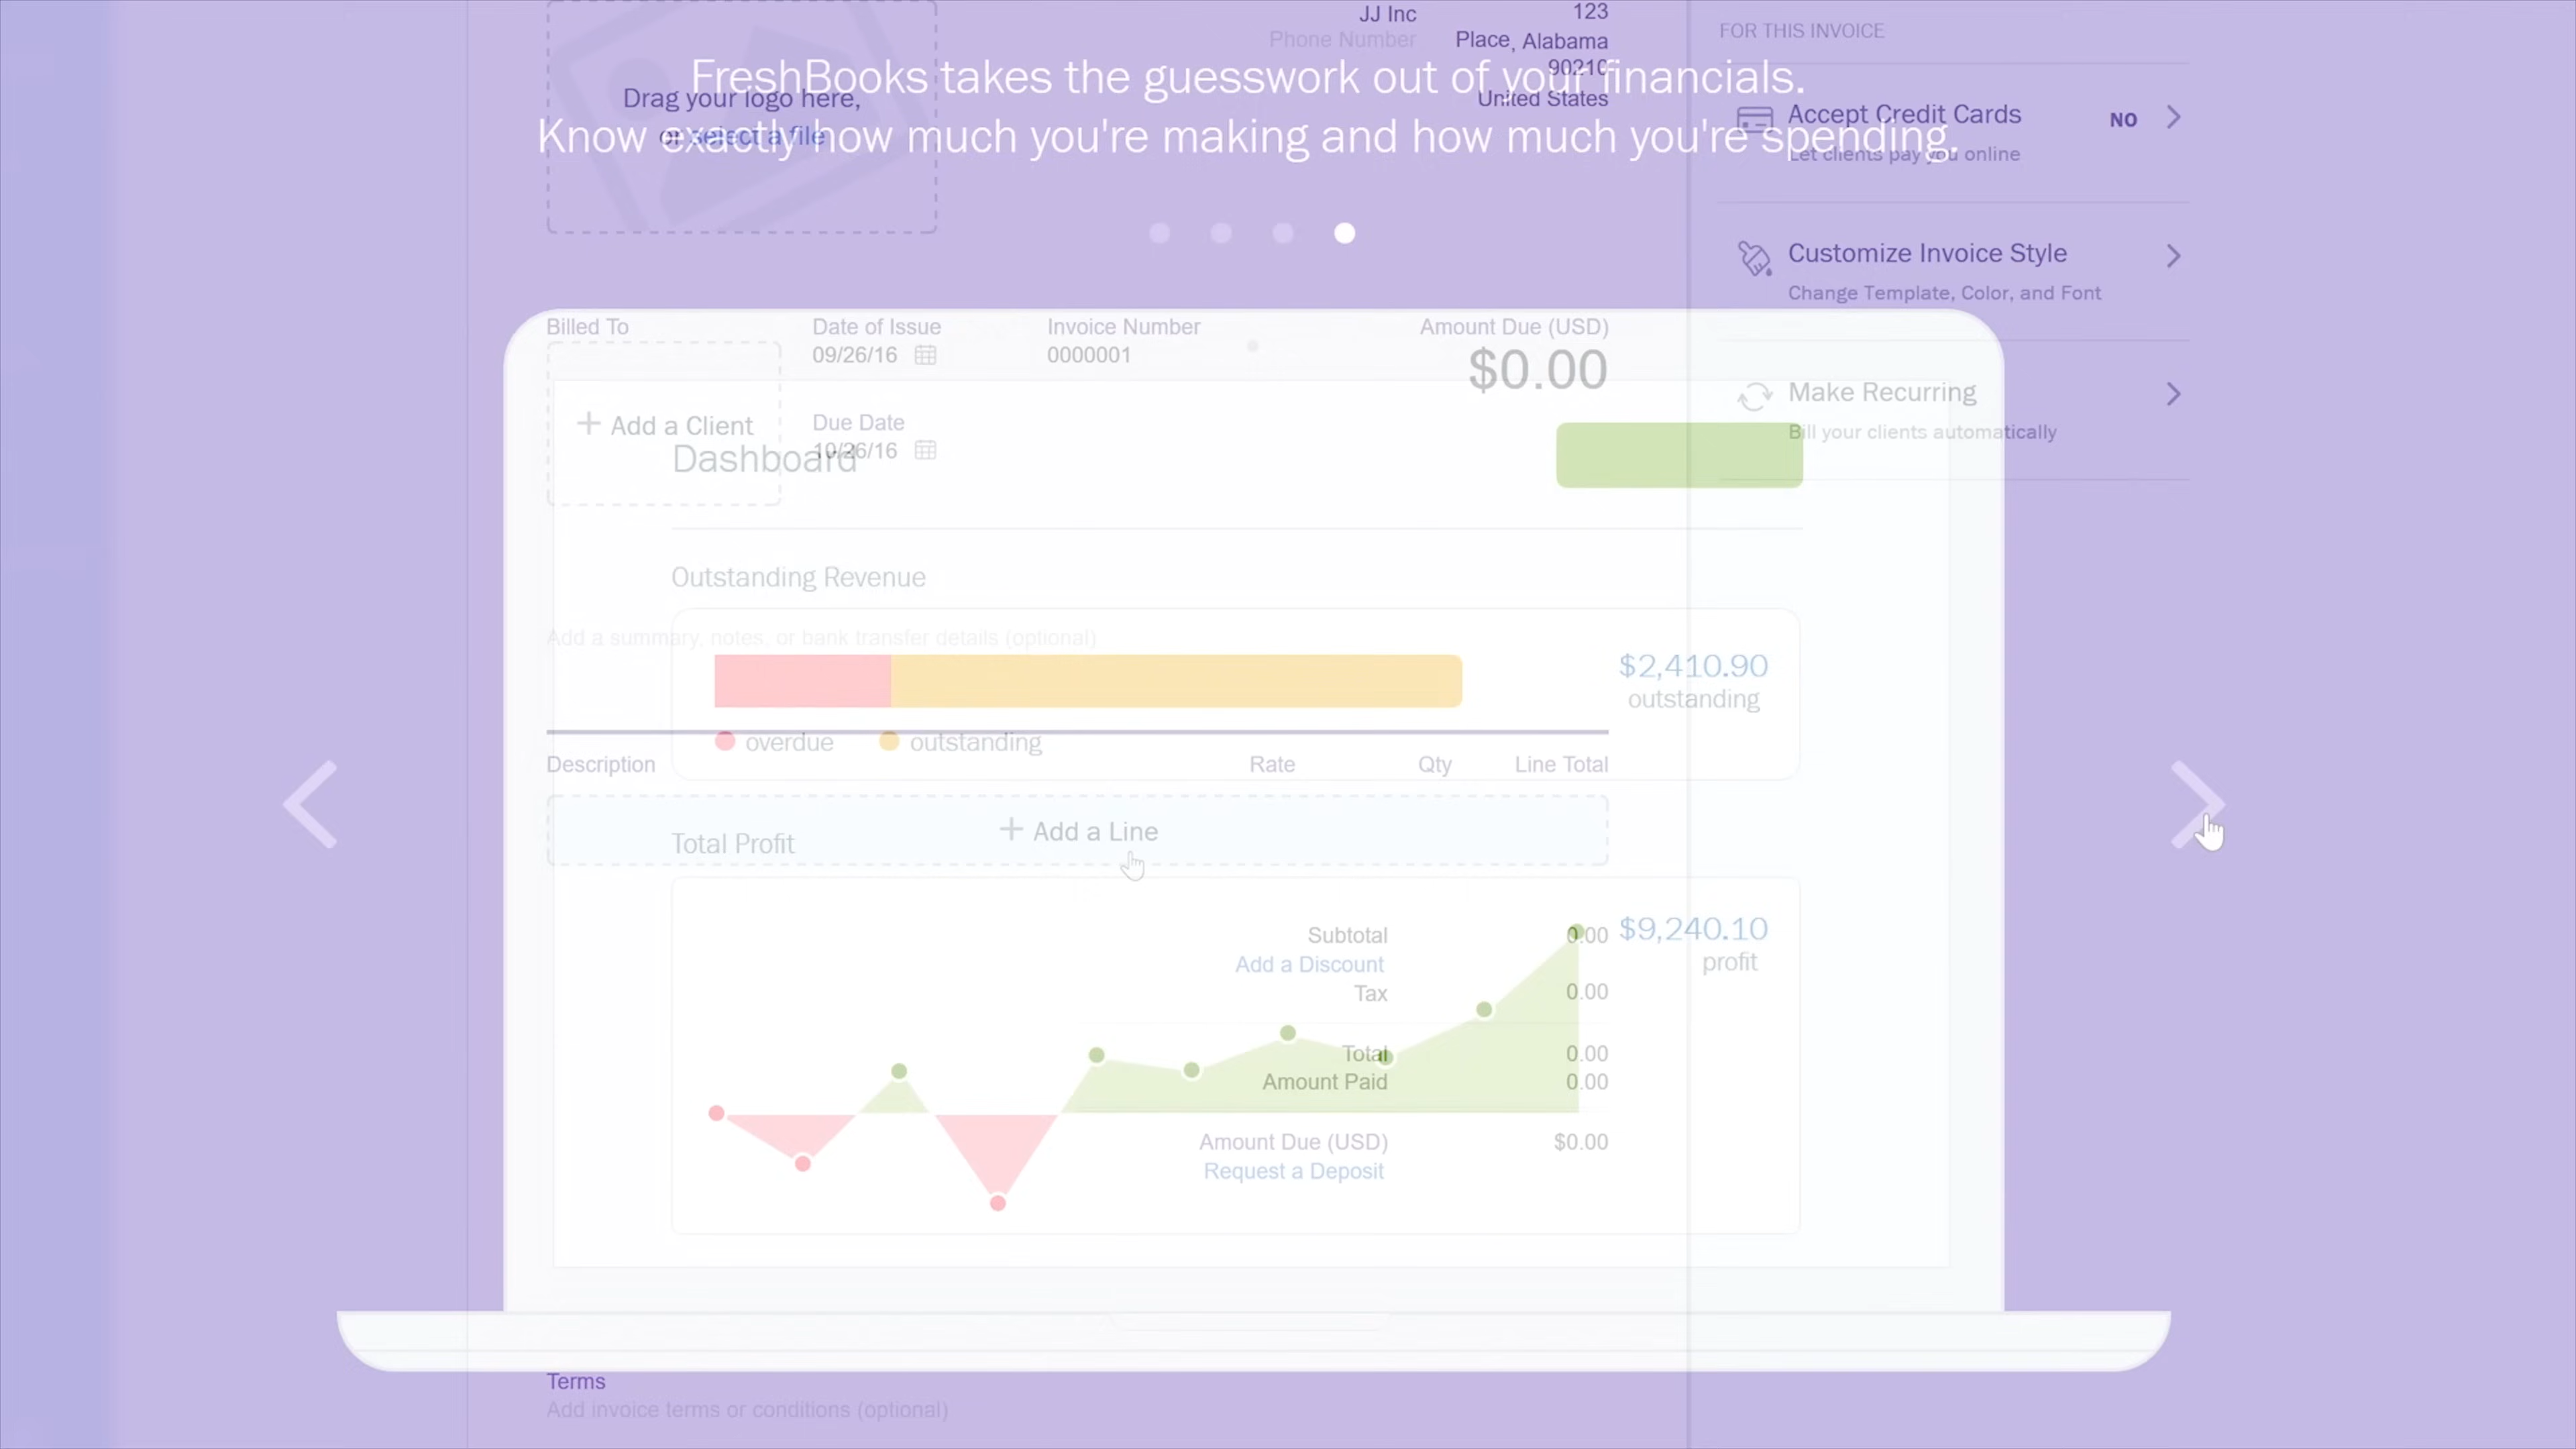 JJ Inc
Phone Number
123
Place, Alabama
90210
United States
FOR THIS INVOICE
FreshBooks takes the guesswork out of your financials.
Know exactly how much you're making and how much you're spending.
Drag your logo here,
or select a file
Accept Credit Cards
NO
Let clients pay you online
Customize Invoice Style
Change Template, Color, and Font
Make Recurring
Bill your clients automatically
Billed To
Add a Client
Date of Issue
09/26/16
Due Date
10/26/16
Invoice Number
0000001
Amount Due (USD)
$0.00
Dashboard
Outstanding Revenue
Add a summary, notes, or bank transfer details (optional)
$2,410.90
outstanding
overdue
outstanding
Description
Rate
Qty
Line Total
Add a Line
Total Profit
$9,240.10
profit
Subtotal
0.00
Add a Discount
Tax
0.00
Total
0.00
Amount Paid
0.00
Amount Due (USD)
$0.00
Request a Deposit
Terms
Add invoice terms or conditions (optional)